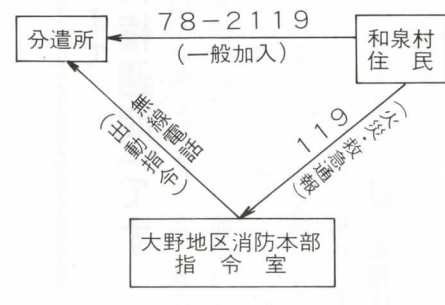 78-2119
分遣所
(一般加入)
和泉村
住民
無線電話
(出動指令)
119
(火災・救急通報)
大野地区消防本部
指令室